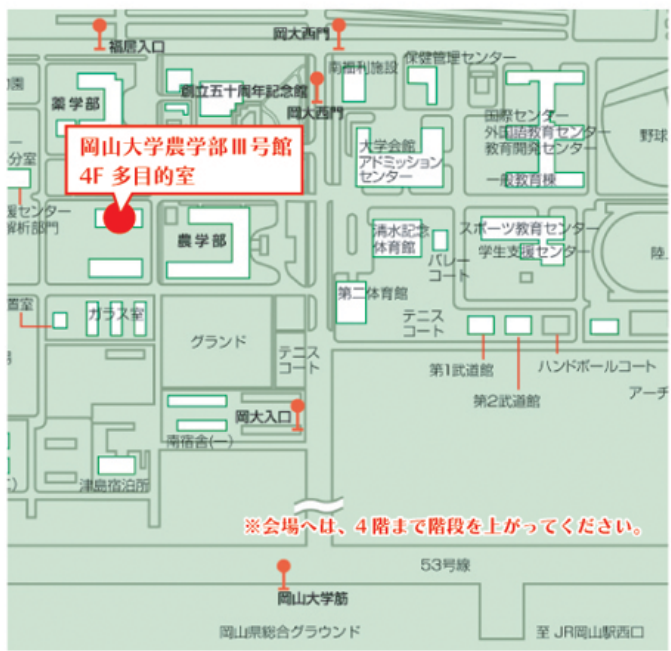 岡大西門
福居入口
保健管理センター
南福利施設
創立五十周年記念館
岡大西門
薬学部
国際センター
外国語教育センター
教育開発センター
野球
岡山大学農学部Ⅲ号館
4F 多目的室
大学会館
アドミッション
センター
一般教育棟
分室
援センター
解析部門
農学部
清水記念
体育館
バレー
コート
スポーツ教育センター
学生支援センター
陸
第二体育館
置室
ガラス室
グランド
テニス
コート
テニス
コート
第1武道館
第2武道館
ハンドボールコート
アーチ
岡大入口
南宿舎(一)
津島宿泊所
※会場へは、4階まで階段を上がってください。
53号線
岡山大学筋
岡山県総合グラウンド
至 JR岡山駅西口